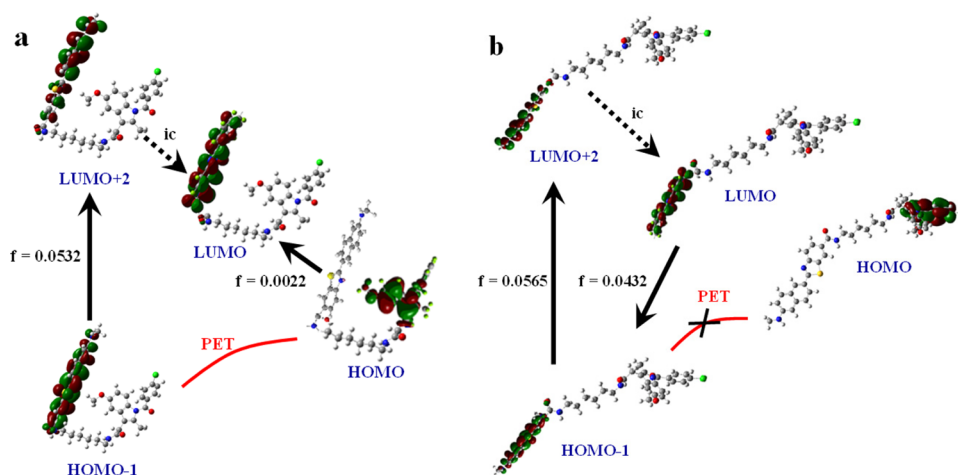 a
LUMO+2
ic
f = 0.0532
LUMO
f = 0.0022
PET
HOMO
HOMO-1
b
LUMO+2
ic
LUMO
HOMO
f = 0.0565
f = 0.0432
PET
HOMO-1